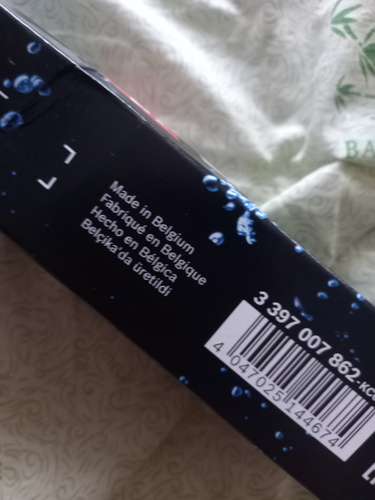 Made in Belgium
Fabriqué en Belgique
Hecho en Bélgica
Belçika'da üretildi
3 397 007 862
4 047025 144674
BA